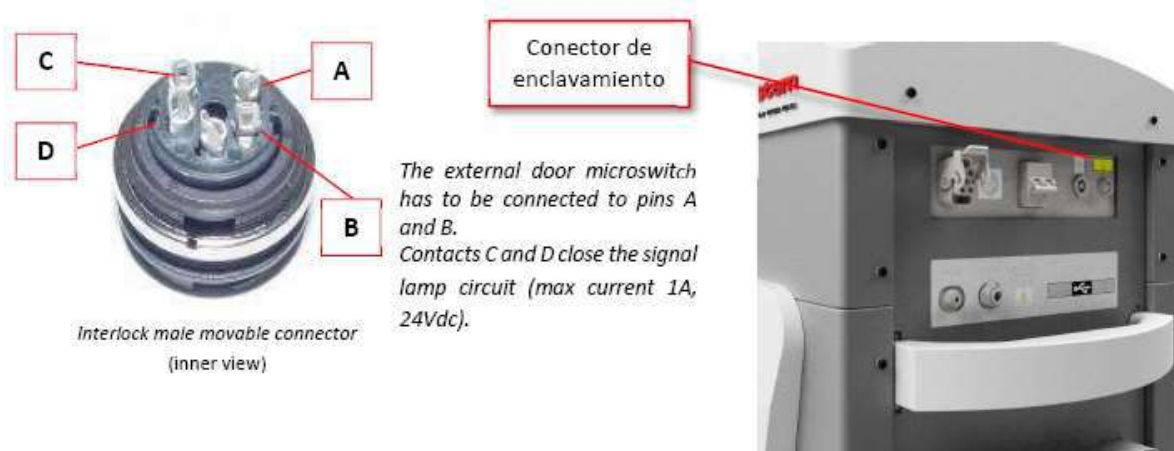 C
A
D
B
Interlock male movable connector
(inner view)
The external door microswitch
has to be connected to pins A
and B.
Contacts C and D close the signal
lamp circuit (max current 1A,
24Vdc).
Conector de
enclavamiento